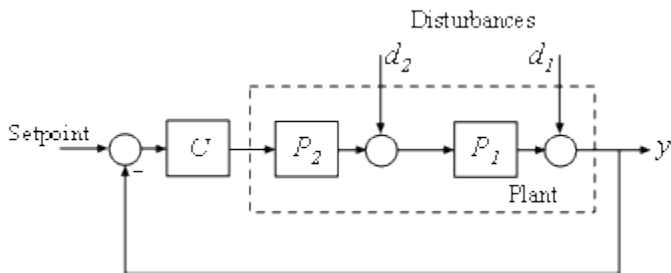 Disturbances
d₂
d₁
Setpoint
C
P₂
P₁
y
-
Plant